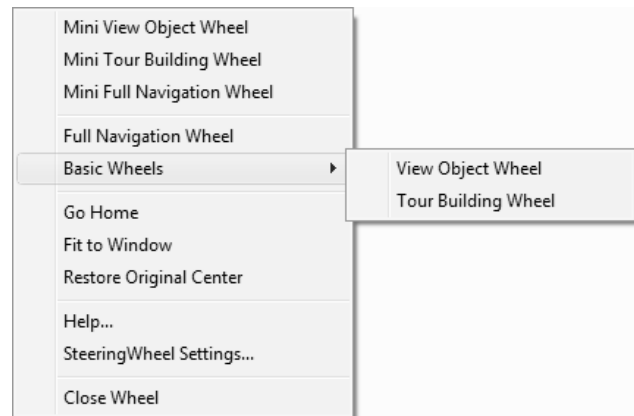 Mini View Object Wheel
Mini Tour Building Wheel
Mini Full Navigation Wheel
Full Navigation Wheel
Basic Wheels
View Object Wheel
Tour Building Wheel
Go Home
Fit to Window
Restore Original Center
Help...
SteeringWheel Settings...
Close Wheel